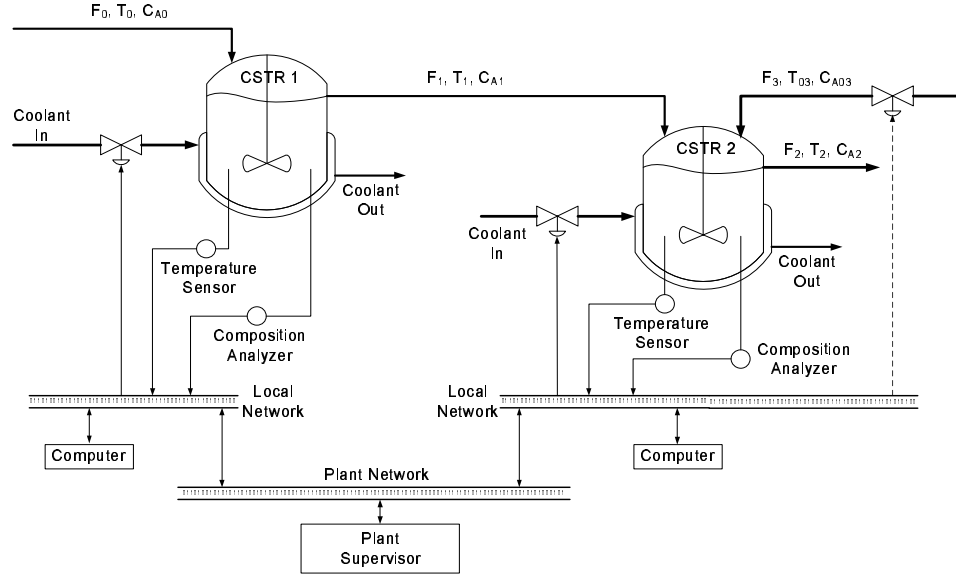 F0, T0, CA0
CSTR 1
F1, T1, CA1
F3, T03, CA03
Coolant
In
CSTR 2
F2, T2, CA2
Coolant
Out
Coolant
In
Coolant
Out
Temperature
Sensor
Composition
Analyzer
Temperature
Sensor
Composition
Analyzer
Local
Network
Local
Network
Computer
Computer
Plant Network
Plant
Supervisor